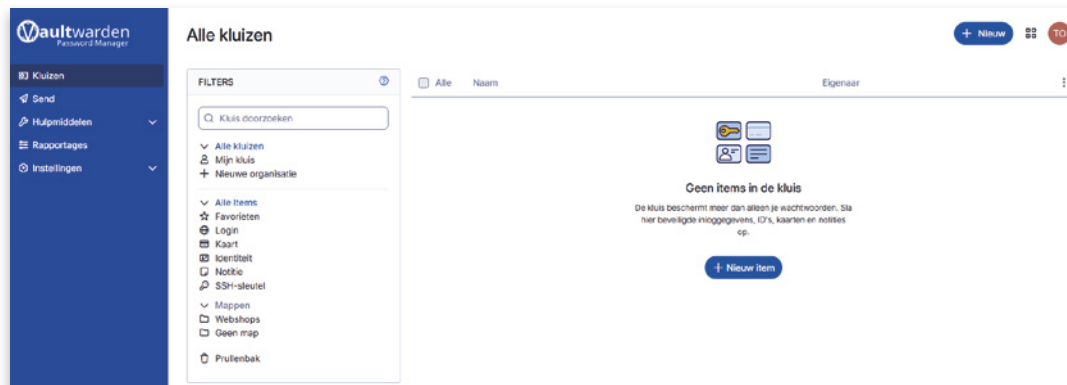 Vaultwarden
Password Manager
Kluizen
Send
Hulpmiddelen
Rapportages
Instellingen
Alle kluizen
Nieuw
TO
FILTERS
Kluis doorzoeken
Alle kluizen
Mijn kluis
Nieuwe organisatie
Alle Items
Favorieten
Login
Kaart
Identiteit
Notitie
SSH-sleutel
Mappen
Webshops
Geen map
Prullenbak
Alle Naam Eigenaar
Geen items in de kluis
De kluis beschermt meer dan alleen je wachtwoorden. Sla
hier beveiligde inloggegevens, ID's, kaarten en notities
op.
Nieuw item